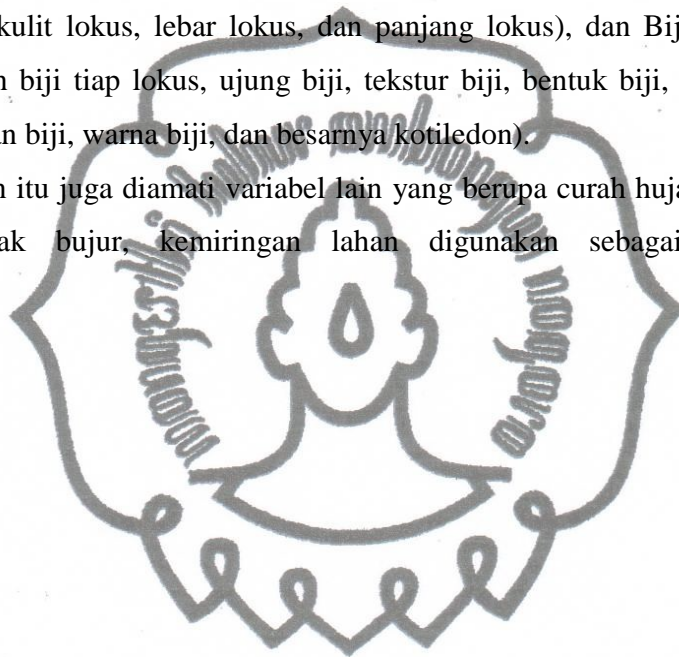 kulit lokus, lebar lokus, dan panjang lokus), dan Bij
biji tiap lokus, ujung biji, tekstur biji, bentuk biji,
an biji, warna biji, dan besarnya kotiledon).
itu juga diamati variabel lain yang berupa curah huja
ak bujur, kemiringan lahan digunakan sebagai